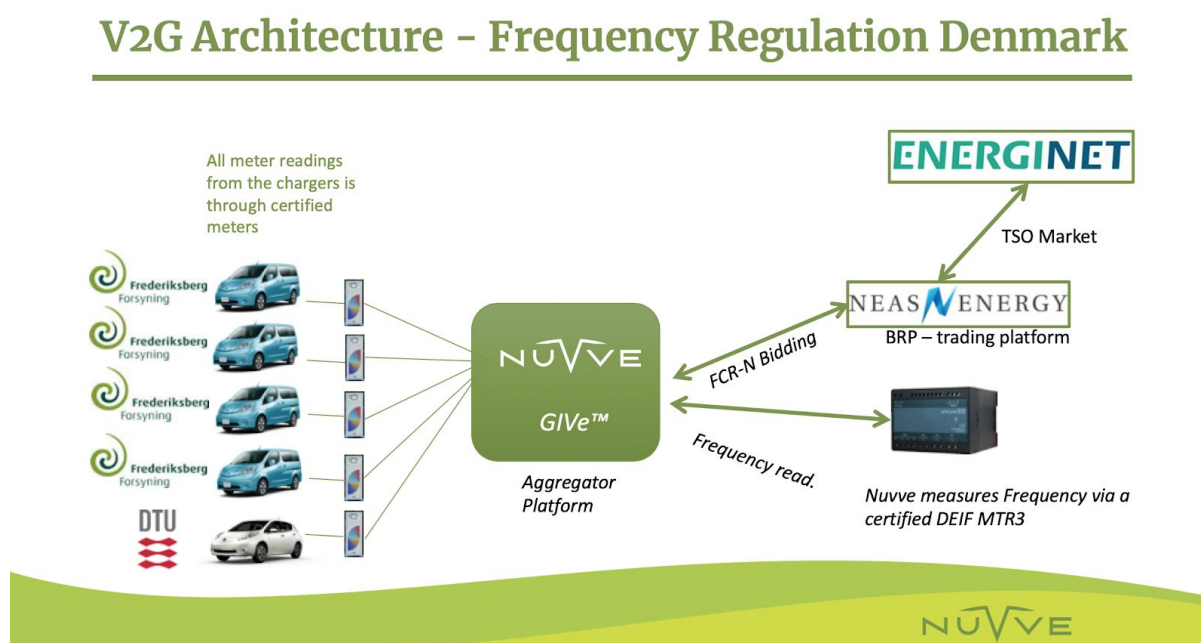 V2G Architecture – Frequency Regulation Denmark
All meter readings
from the chargers is
through certified
meters
ENERGINET
TSO Market
Frederiksberg
Forsyning
Frederiksberg
Forsyning
Frederiksberg
Forsyning
Frederiksberg
Forsyning
DTU
NUVVE
GIVe™
Aggregator
Platform
FCR-N Bidding
NEAS ENERGY
BRP – trading platform
Frequency read.
Nuvve measures Frequency via a
certified DEIF MTR3
NUVVE